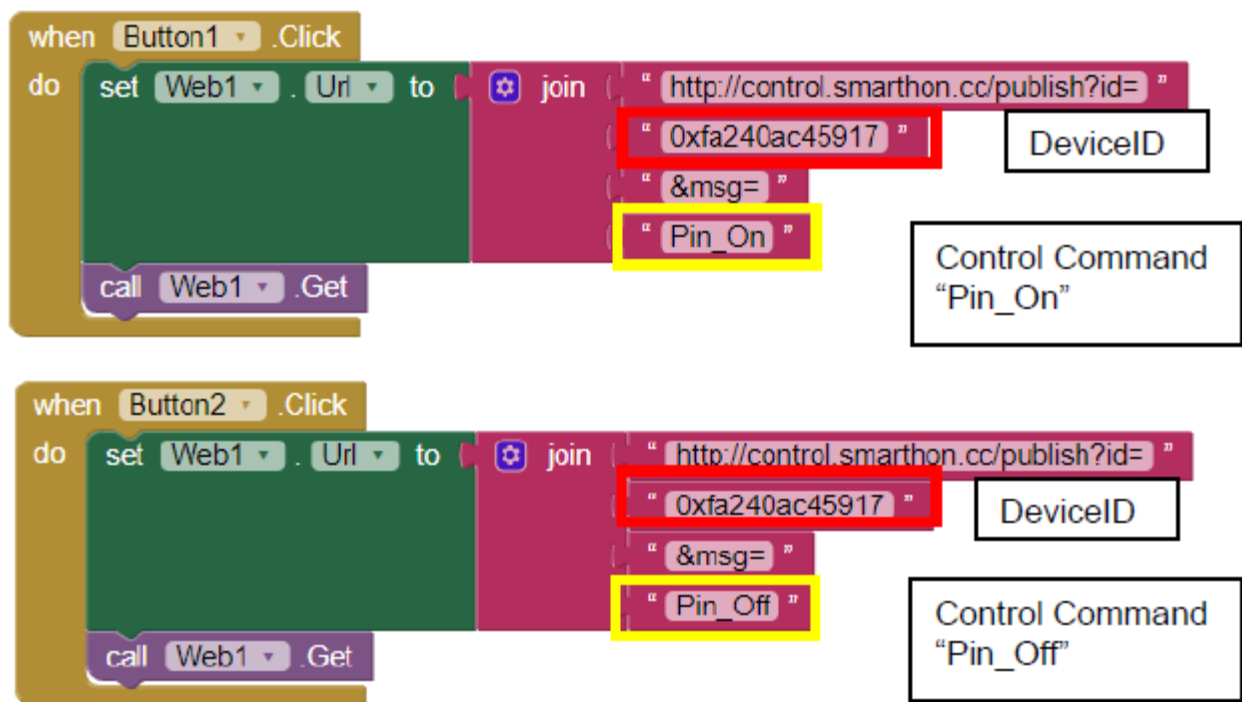 when Button1 .Click
do set Web1 . Url to join “ http://control.smarthon.cc/publish?id= ”
“ 0xfa240ac45917 ”
DeviceID
“ &msg= ”
“ Pin_On ”
Control Command
“Pin_On”
call Web1 .Get
when Button2 .Click
do set Web1 . Url to join “ http://control.smarthon.cc/publish?id= ”
“ 0xfa240ac45917 ”
DeviceID
“ &msg= ”
“ Pin_Off ”
Control Command
“Pin_Off”
call Web1 .Get